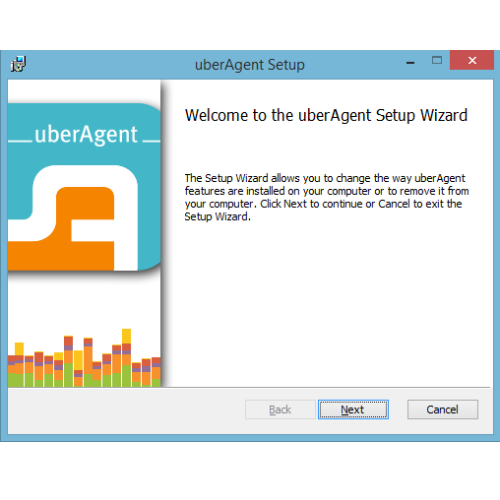 uberAgent Setup
uberAgent
Welcome to the uberAgent Setup Wizard
The Setup Wizard allows you to change the way uberAgent
features are installed on your computer or to remove it from
your computer. Click Next to continue or Cancel to exit the
Setup Wizard.
Back Next Cancel